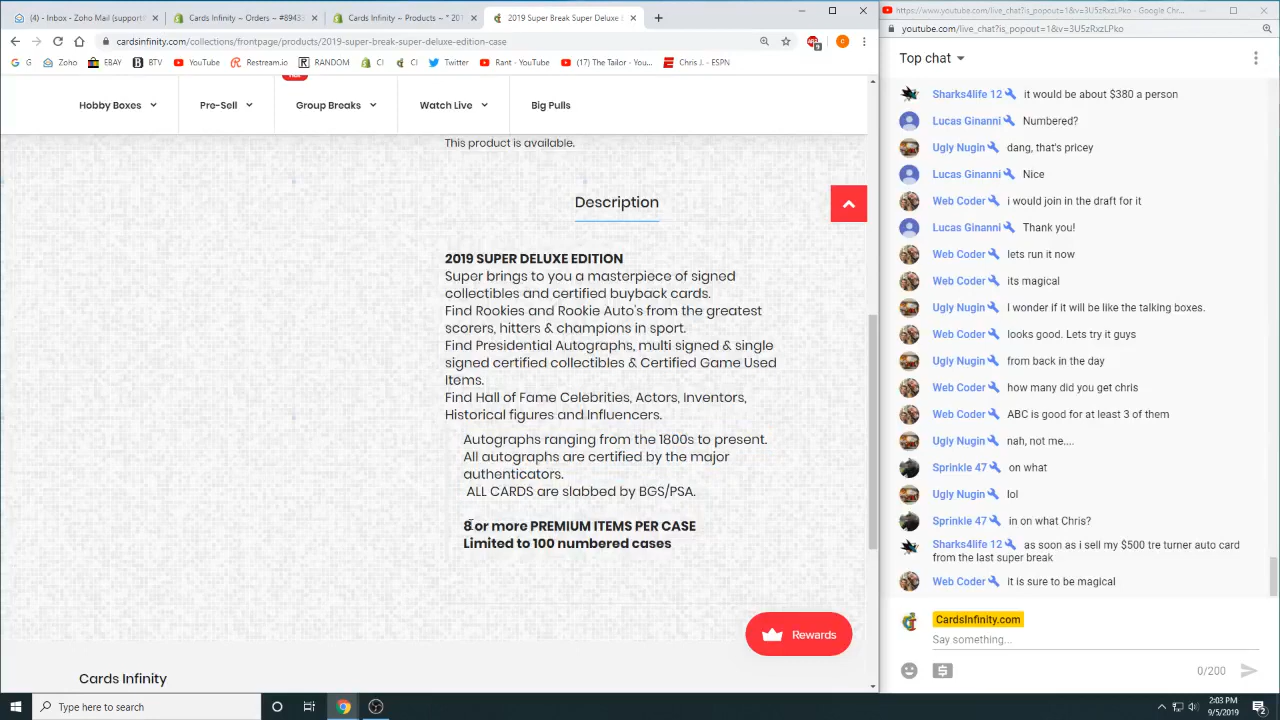 (4) - Inbox - Zoho Mail (support@
Cards Infinity ~ Orders ~ #8943
Cards Infinity ~ Products ~ "201
2019 Super Break Super Deluxe E
https://www.youtube.com/live_chat?is_popout=1&v=3U5zRxzLPko - Google Chr...
cardsinfinity.com/collections/frontpage/products/2019-super-break-super-deluxe-edition-case
youtube.com/live_chat?is_popout=1&v=3U5zRxzLPko
G Zoho EBAY BTV YouTube Restream.io RANDOM CI CI Twitter Rant - YouTube (17) The Tailor - You... Chris J. - ESPN
Hobby Boxes Pre-Sell Group Breaks Watch Live Big Pulls
This product is available.
Description
2019 SUPER DELUXE EDITION
Super brings to you a masterpiece of signed
collectibles and certified buyback cards.
Find Rookies and Rookie Auto's from the greatest
scorers, hitters & champions in sport.
Find Presidential Autographs, multi signed & single
signed certified collectibles & Certified Game Used
Items.
Find Hall of Fame Celebrities, Actors, Inventors,
Historical figures and Influencers.
Autographs ranging from the 1800s to present.
All autographs are certified by the major
authenticators.
ALL CARDS are slabbed by BGS/PSA.
8 or more PREMIUM ITEMS PER CASE
Limited to 100 numbered cases
Rewards
Cards Infinity
Top chat
Sharks4life 12 it would be about $380 a person
Lucas Ginanni Numbered?
Ugly Nugin dang, that's pricey
Lucas Ginanni Nice
Web Coder i would join in the draft for it
Lucas Ginanni Thank you!
Web Coder lets run it now
Web Coder its magical
Ugly Nugin I wonder if it will be like the talking boxes.
Web Coder looks good. Lets try it guys
Ugly Nugin from back in the day
Web Coder how many did you get chris
Web Coder ABC is good for at least 3 of them
Ugly Nugin nah, not me....
Sprinkle 47 on what
Ugly Nugin lol
Sprinkle 47 in on what Chris?
Sharks4life 12 as soon as i sell my $500 tre turner auto card
from the last super break
Web Coder it is sure to be magical
CardsInfinity.com
Say something...
0/200
Type here to search
2:03 PM
9/5/2019